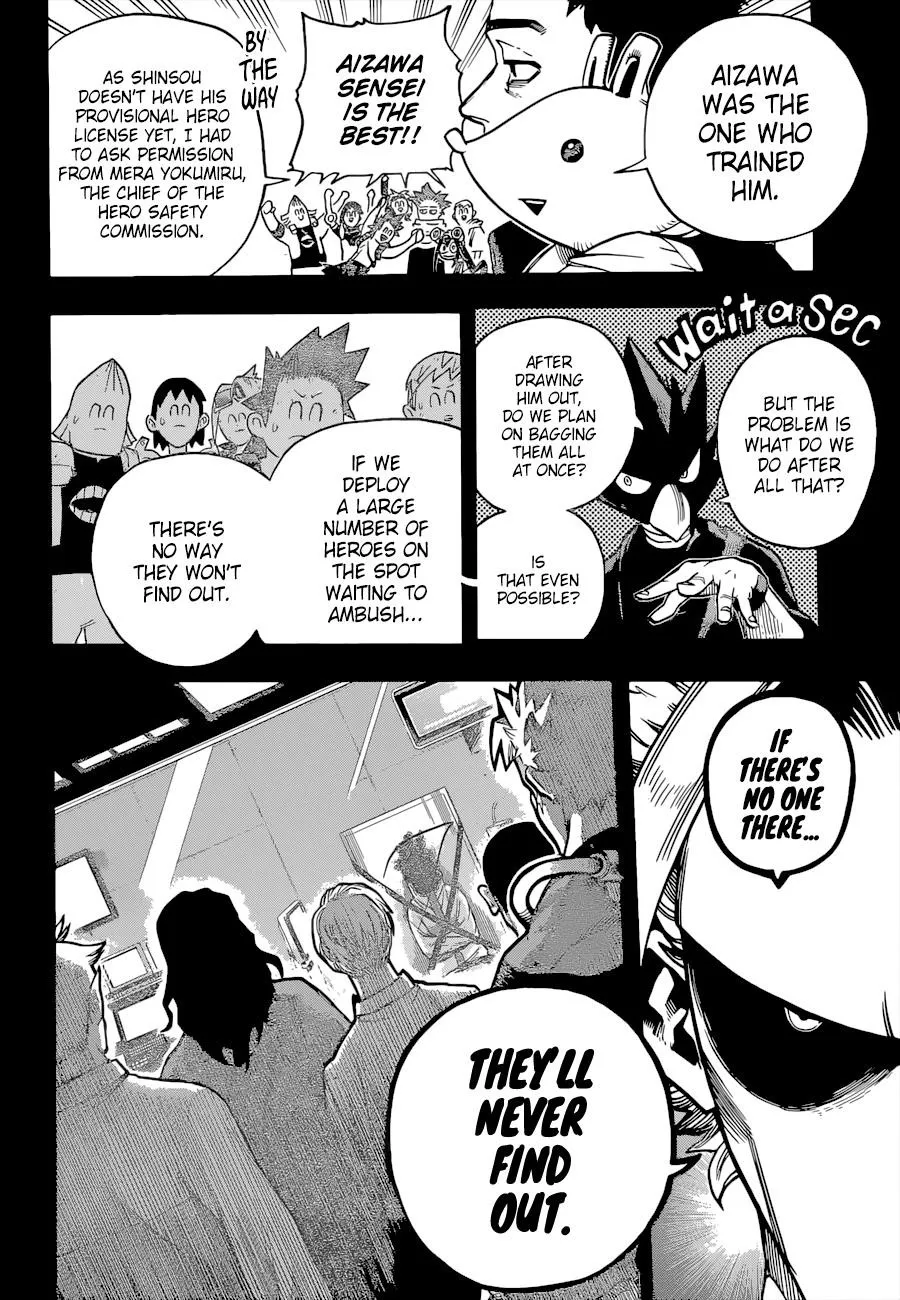 AIZAWA
WAS THE
ONE WHO
TRAINED
HIM.
AIZAWA
SENSEI
IS THE
BEST!!
BY
THE
WAY
AS SHINSOU
DOESN'T HAVE HIS
PROVISIONAL HERO
LICENSE YET, I HAD
TO ASK PERMISSION
FROM MERA YOKUMIRU,
THE CHIEF OF THE
HERO SAFETY
COMMISSION.
Wait a sec
BUT THE
PROBLEM IS
WHAT DO WE
DO AFTER
ALL THAT?
AFTER
DRAWING
HIM OUT,
DO WE PLAN
ON BAGGING
THEM ALL
AT ONCE?
IS
THAT EVEN
POSSIBLE?
IF WE
DEPLOY
A LARGE
NUMBER OF
HEROES ON
THE SPOT
WAITING TO
AMBUSH...
THERE'S
NO WAY
THEY WON'T
FIND OUT.
IF
THERE'S
NO ONE
THERE...
THEY'LL
NEVER
FIND
OUT.